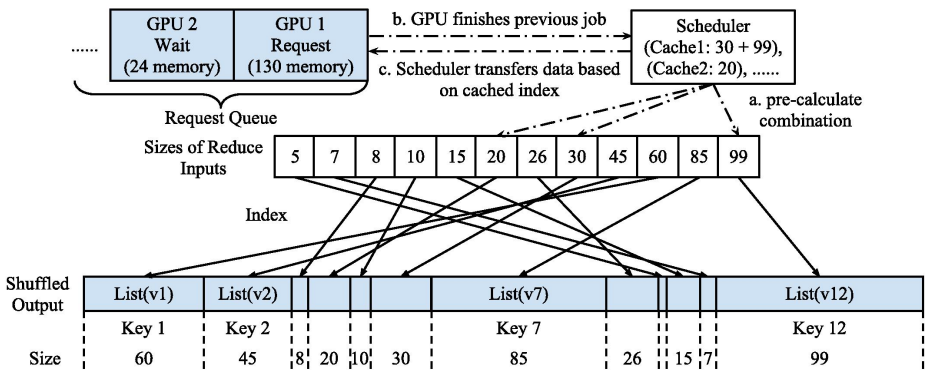 GPU 2
Wait
(24 memory)
GPU 1
Request
(130 memory)
......
b. GPU finishes previous job
c. Scheduler transfers data based
on cached index
Scheduler
(Cache1: 30 + 99),
(Cache2: 20), ......
a. pre-calculate
combination
Request Queue
Sizes of Reduce
Inputs
5 7 8 10 15 20 26 30 45 60 85 99
Index
Shuffled
Output
List(v1) List(v2) List(v7) List(v12)
Key 1 Key 2 Key 7 Key 12
Size 60 45 8 20 10 30 85 26 15 7 99